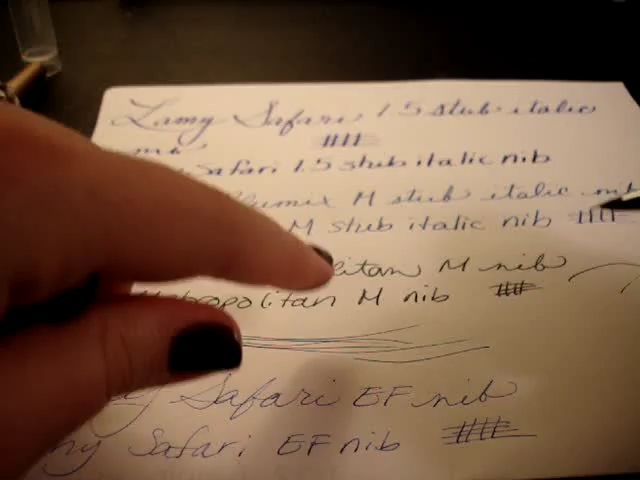 Lamy Safari 1.5 stub italic
nib
Safari 1.5 stub italic nib
M stub italic nib
M stub italic nib
litan M nib
Metropolitan M nib
Safari EF nib
Safari EF nib